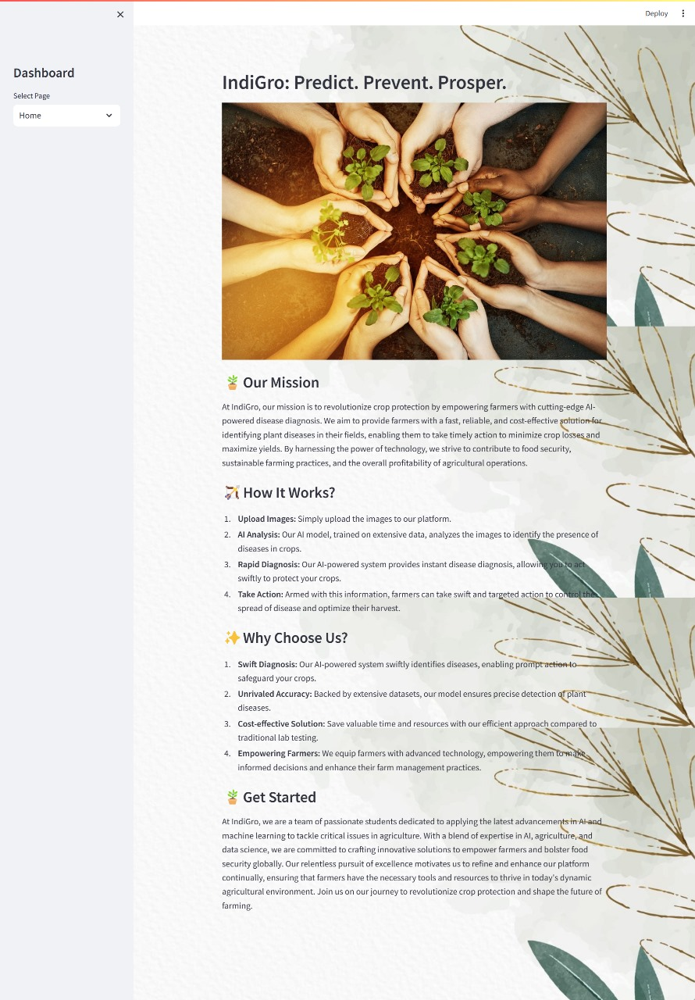 Deploy
Dashboard
Select Page
Home
IndiGro: Predict. Prevent. Prosper.
Our Mission
At IndiGro, our mission is to revolutionize crop protection by empowering farmers with cutting-edge AI-
powered disease diagnosis. We aim to provide farmers with a fast, reliable, and cost-effective solution for
identifying plant diseases in their fields, enabling them to take timely action to minimize crop losses and
maximize yields. By harnessing the power of technology, we strive to contribute to food security,
sustainable farming practices, and the overall profitability of agricultural operations.
How It Works?
1. Upload Images: Simply upload the images to our platform.
2. AI Analysis: Our AI model, trained on extensive data, analyzes the images to identify the presence of
diseases in crops.
3. Rapid Diagnosis: Our AI-powered system provides instant disease diagnosis, allowing you to act
swiftly to protect your crops.
4. Take Action: Armed with this information, farmers can take swift and targeted action to control the
spread of disease and optimize their harvest.
Why Choose Us?
1. Swift Diagnosis: Our AI-powered system swiftly identifies diseases, enabling prompt action to
safeguard your crops.
2. Unrivaled Accuracy: Backed by extensive datasets, our model ensures precise detection of plant
diseases.
3. Cost-effective Solution: Save valuable time and resources with our efficient approach compared to
traditional lab testing.
4. Empowering Farmers: We equip farmers with advanced technology, empowering them to make
informed decisions and enhance their farm management practices.
Get Started
At IndiGro, we are a team of passionate students dedicated to applying the latest advancements in AI and
machine learning to tackle critical issues in agriculture. With a blend of expertise in AI, agriculture, and
data science, we are committed to crafting innovative solutions to empower farmers and bolster food
security globally. Our relentless pursuit of excellence motivates us to refine and enhance our platform
continually, ensuring that farmers have the necessary tools and resources to thrive in today's dynamic
agricultural environment. Join us on our journey to revolutionize crop protection and shape the future of
farming.